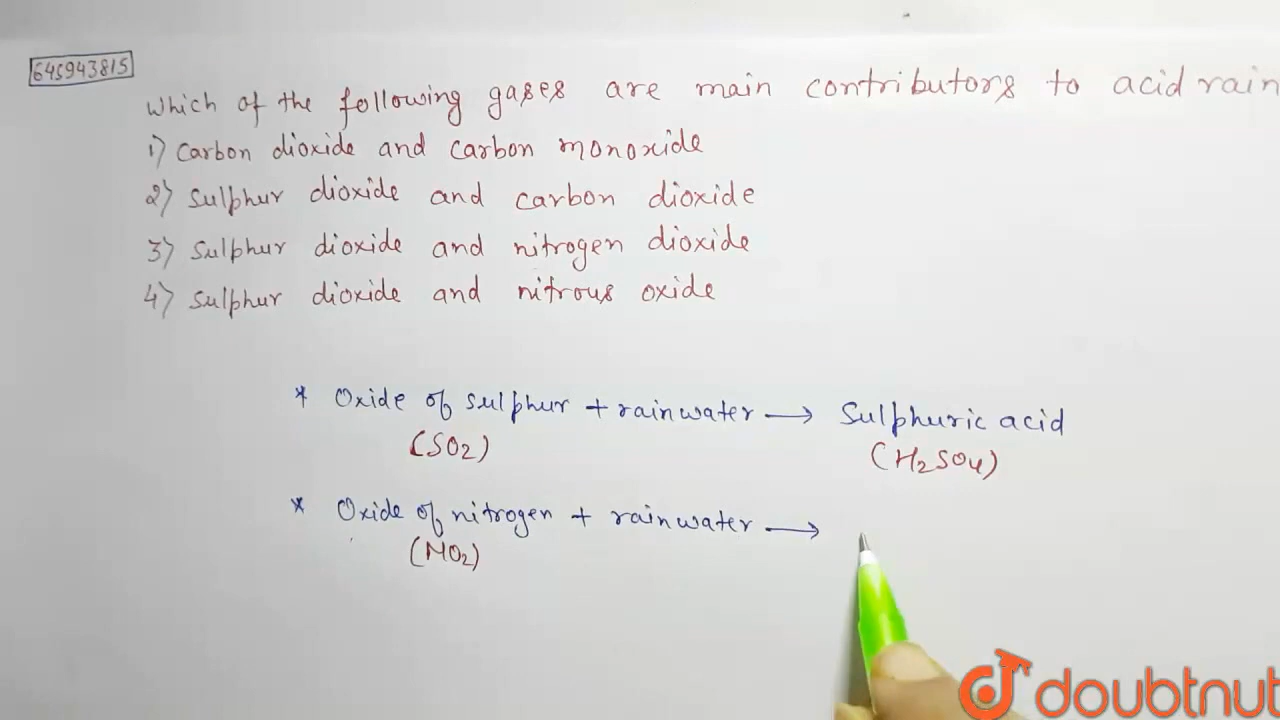 645943815
Which of the following gases are main contributors to acid rain
1) Carbon dioxide and carbon monoxide
2) Sulphur dioxide and carbon dioxide
3) Sulphur dioxide and nitrogen dioxide
4) Sulphur dioxide and nitrous oxide
* Oxide of sulphur + rainwater → Sulphuric acid
(SO2) (H2SO4)
* Oxide of nitrogen + rainwater →
(NO2)
doubtnut